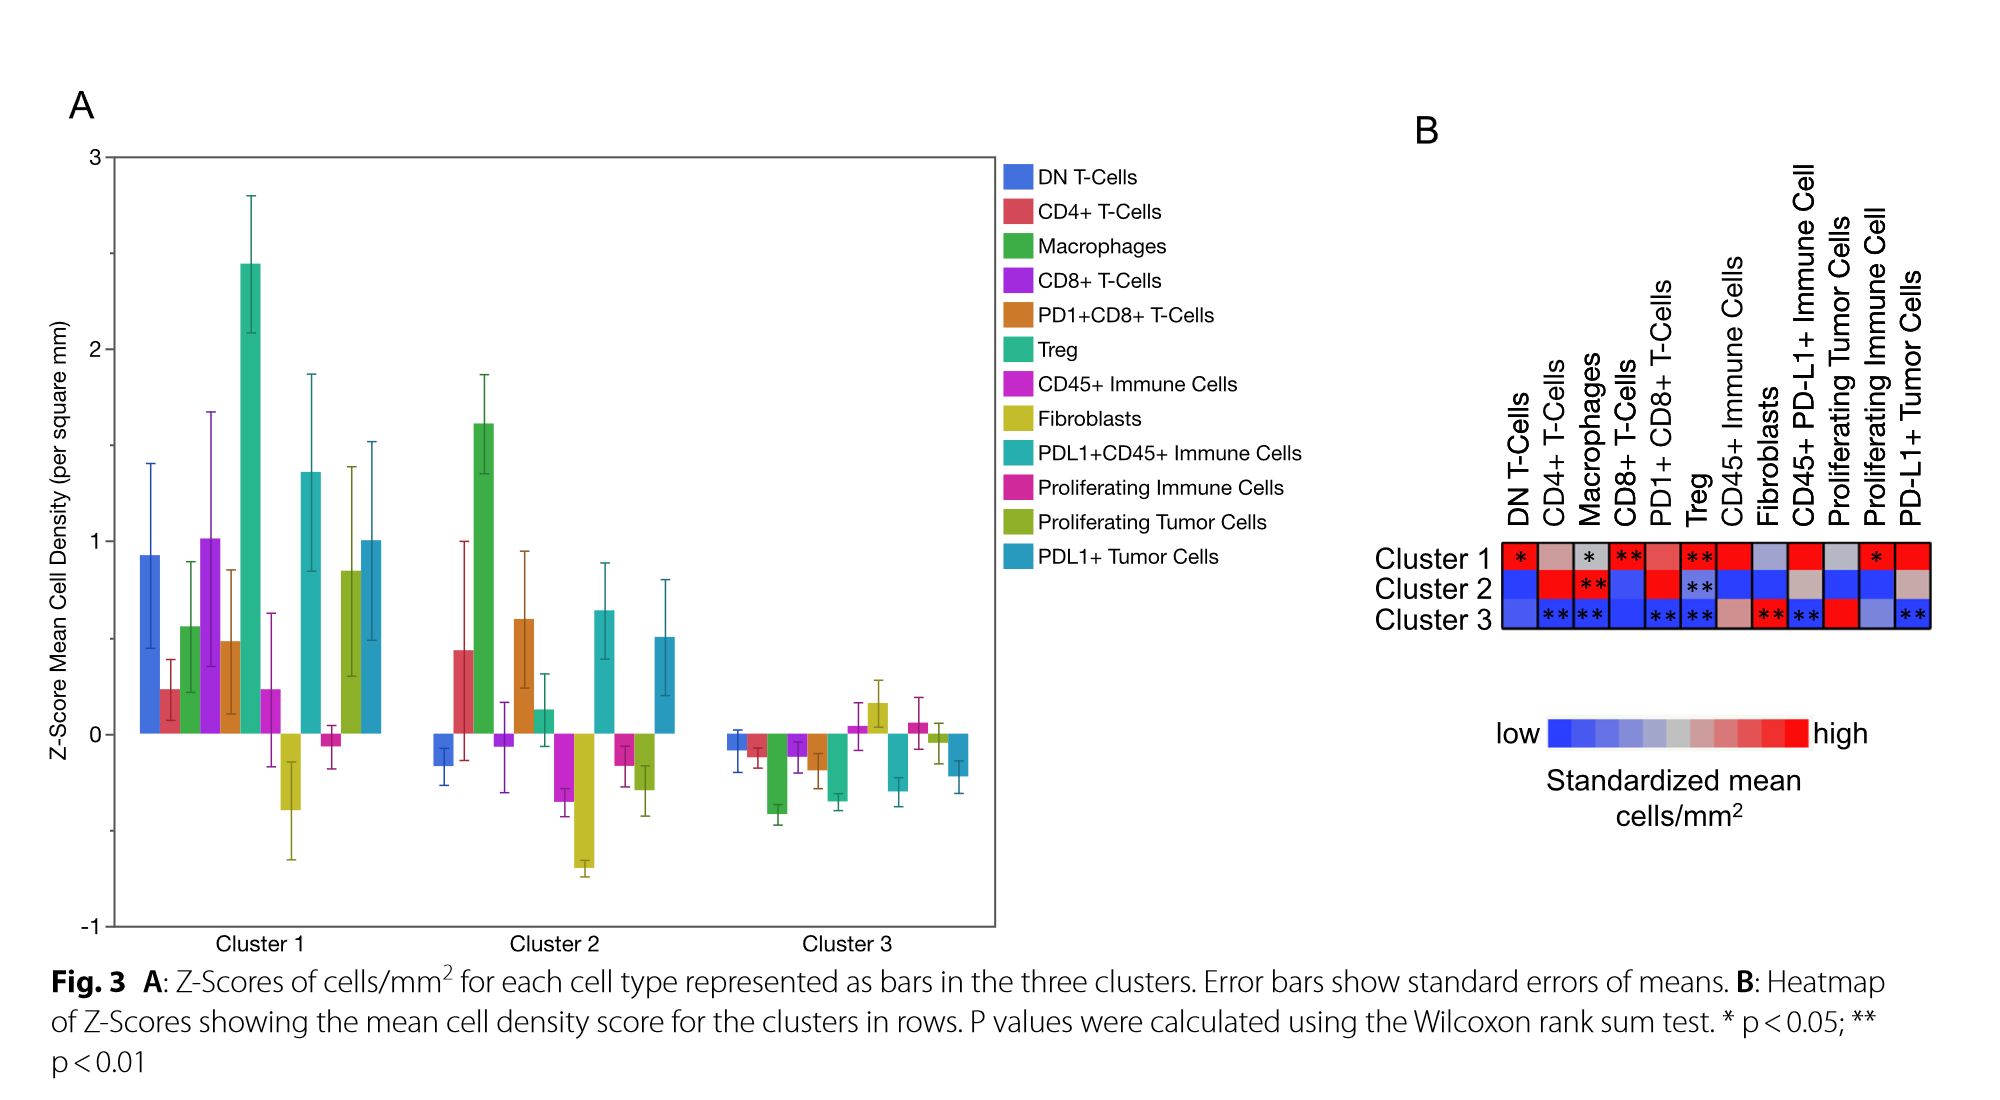 A
B
3
2
1
0
-1
Z-Score Mean Cell Density (per square mm)
Cluster 1
Cluster 2
Cluster 3
DN T-Cells
CD4+ T-Cells
Macrophages
CD8+ T-Cells
PD1+CD8+ T-Cells
Treg
CD45+ Immune Cells
Fibroblasts
PDL1+CD45+ Immune Cells
Proliferating Immune Cells
Proliferating Tumor Cells
PDL1+ Tumor Cells
DN T-Cells
CD4+ T-Cells
Macrophages
CD8+ T-Cells
PD1+ CD8+ T-Cells
Treg
CD45+ Immune Cells
Fibroblasts
CD45+ PD-L1+ Immune Cell
Proliferating Tumor Cells
Proliferating Immune Cell
PD-L1+ Tumor Cells
Cluster 1 * * ** ** *
Cluster 2 ** **
Cluster 3 ** ** ** ** ** ** **
low high
Standardized mean
cells/mm²
Fig. 3 A: Z-Scores of cells/mm² for each cell type represented as bars in the three clusters. Error bars show standard errors of means. B: Heatmap
of Z-Scores showing the mean cell density score for the clusters in rows. P values were calculated using the Wilcoxon rank sum test. * p < 0.05; **
p < 0.01